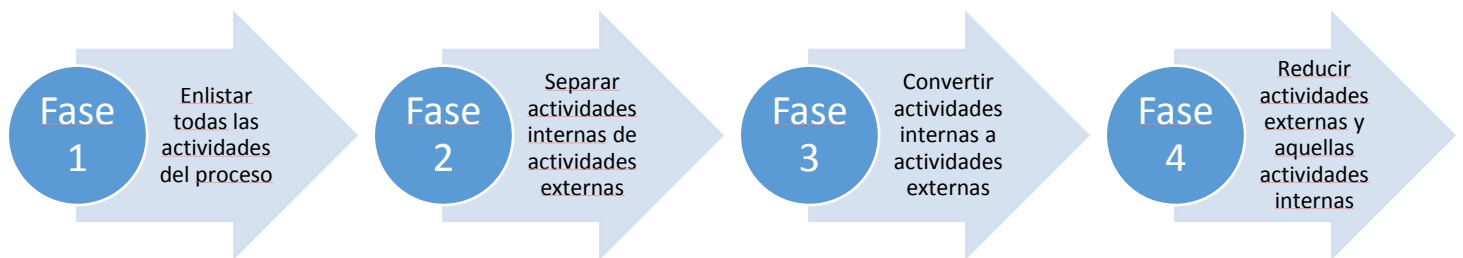 Fase
1
Enlistar
todas las
actividades
del proceso
Fase
2
Separar
actividades
internas de
actividades
externas
Fase
3
Convertir
actividades
internas a
actividades
externas
Fase
4
Reducir
actividades
externas y
aquellas
actividades
internas